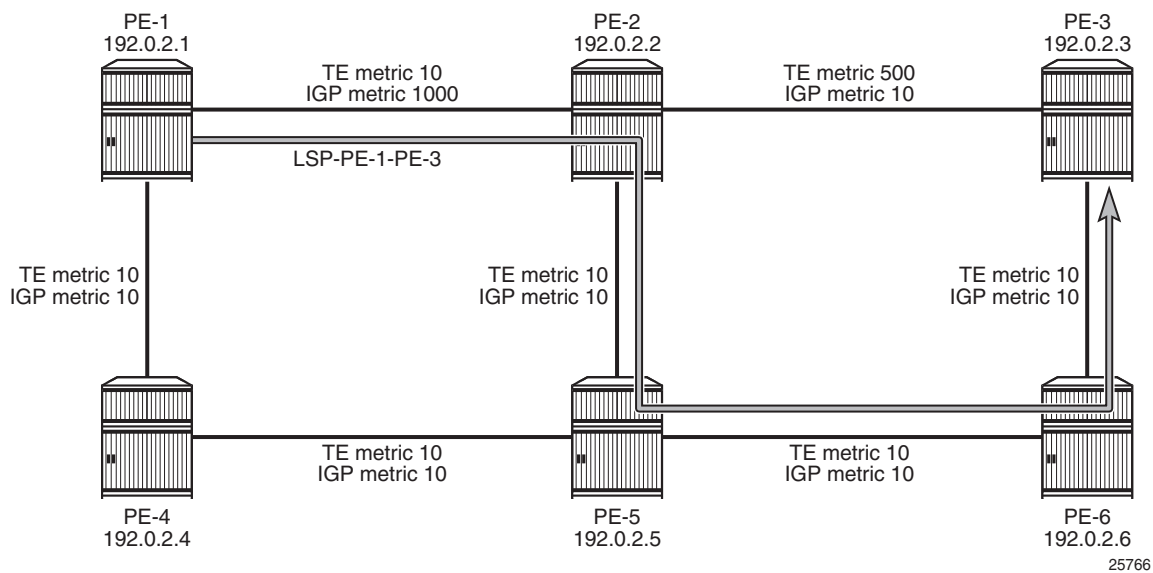 PE-1
192.0.2.1
PE-2
192.0.2.2
PE-3
192.0.2.3
TE metric 10
IGP metric 1000
TE metric 500
IGP metric 10
LSP-PE-1-PE-3
TE metric 10
IGP metric 10
TE metric 10
IGP metric 10
TE metric 10
IGP metric 10
TE metric 10
IGP metric 10
TE metric 10
IGP metric 10
PE-4
192.0.2.4
PE-5
192.0.2.5
PE-6
192.0.2.6
25766